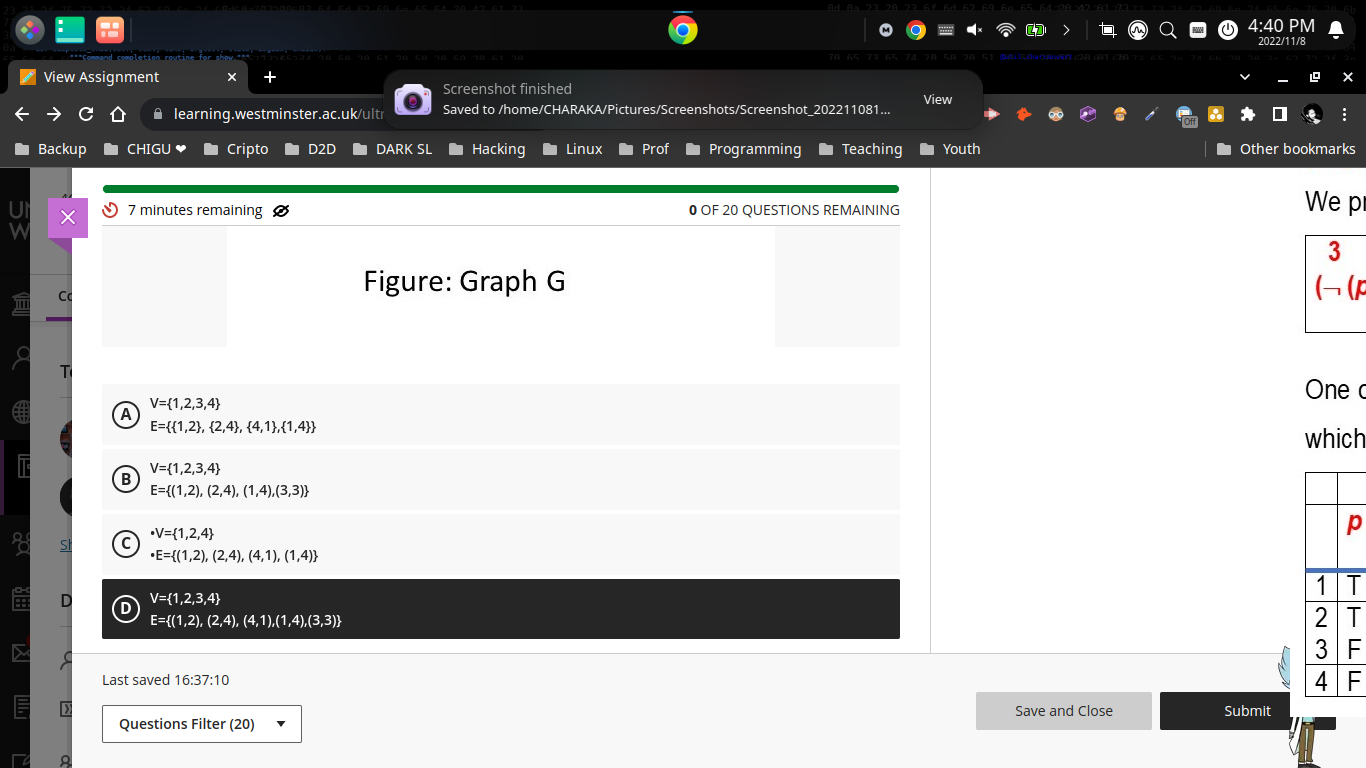 4:40 PM
2022/11/8
View Assignment
Screenshot finished
Saved to /home/CHARAKA/Pictures/Screenshots/Screenshot_202211081...
View
learning.westminster.ac.uk/ultr
Off
Backup
CHIGU ❤
Cripto
D2D
DARK SL
Hacking
Linux
Prof
Programming
Teaching
Youth
Other bookmarks
7 minutes remaining
0 OF 20 QUESTIONS REMAINING
Figure: Graph G
A
V={1,2,3,4}
E={{1,2}, {2,4}, {4,1},{1,4}}
B
V={1,2,3,4}
E={(1,2), (2,4), (1,4),(3,3)}
C
•V={1,2,4}
•E={(1,2), (2,4), (4,1), (1,4)}
D
V={1,2,3,4}
E={(1,2), (2,4), (4,1),(1,4),(3,3)}
Last saved 16:37:10
Questions Filter (20)
Save and Close
Submit
We pr
3
(¬ (p
One o
which
p
1 T
2 T
3 F
4 F